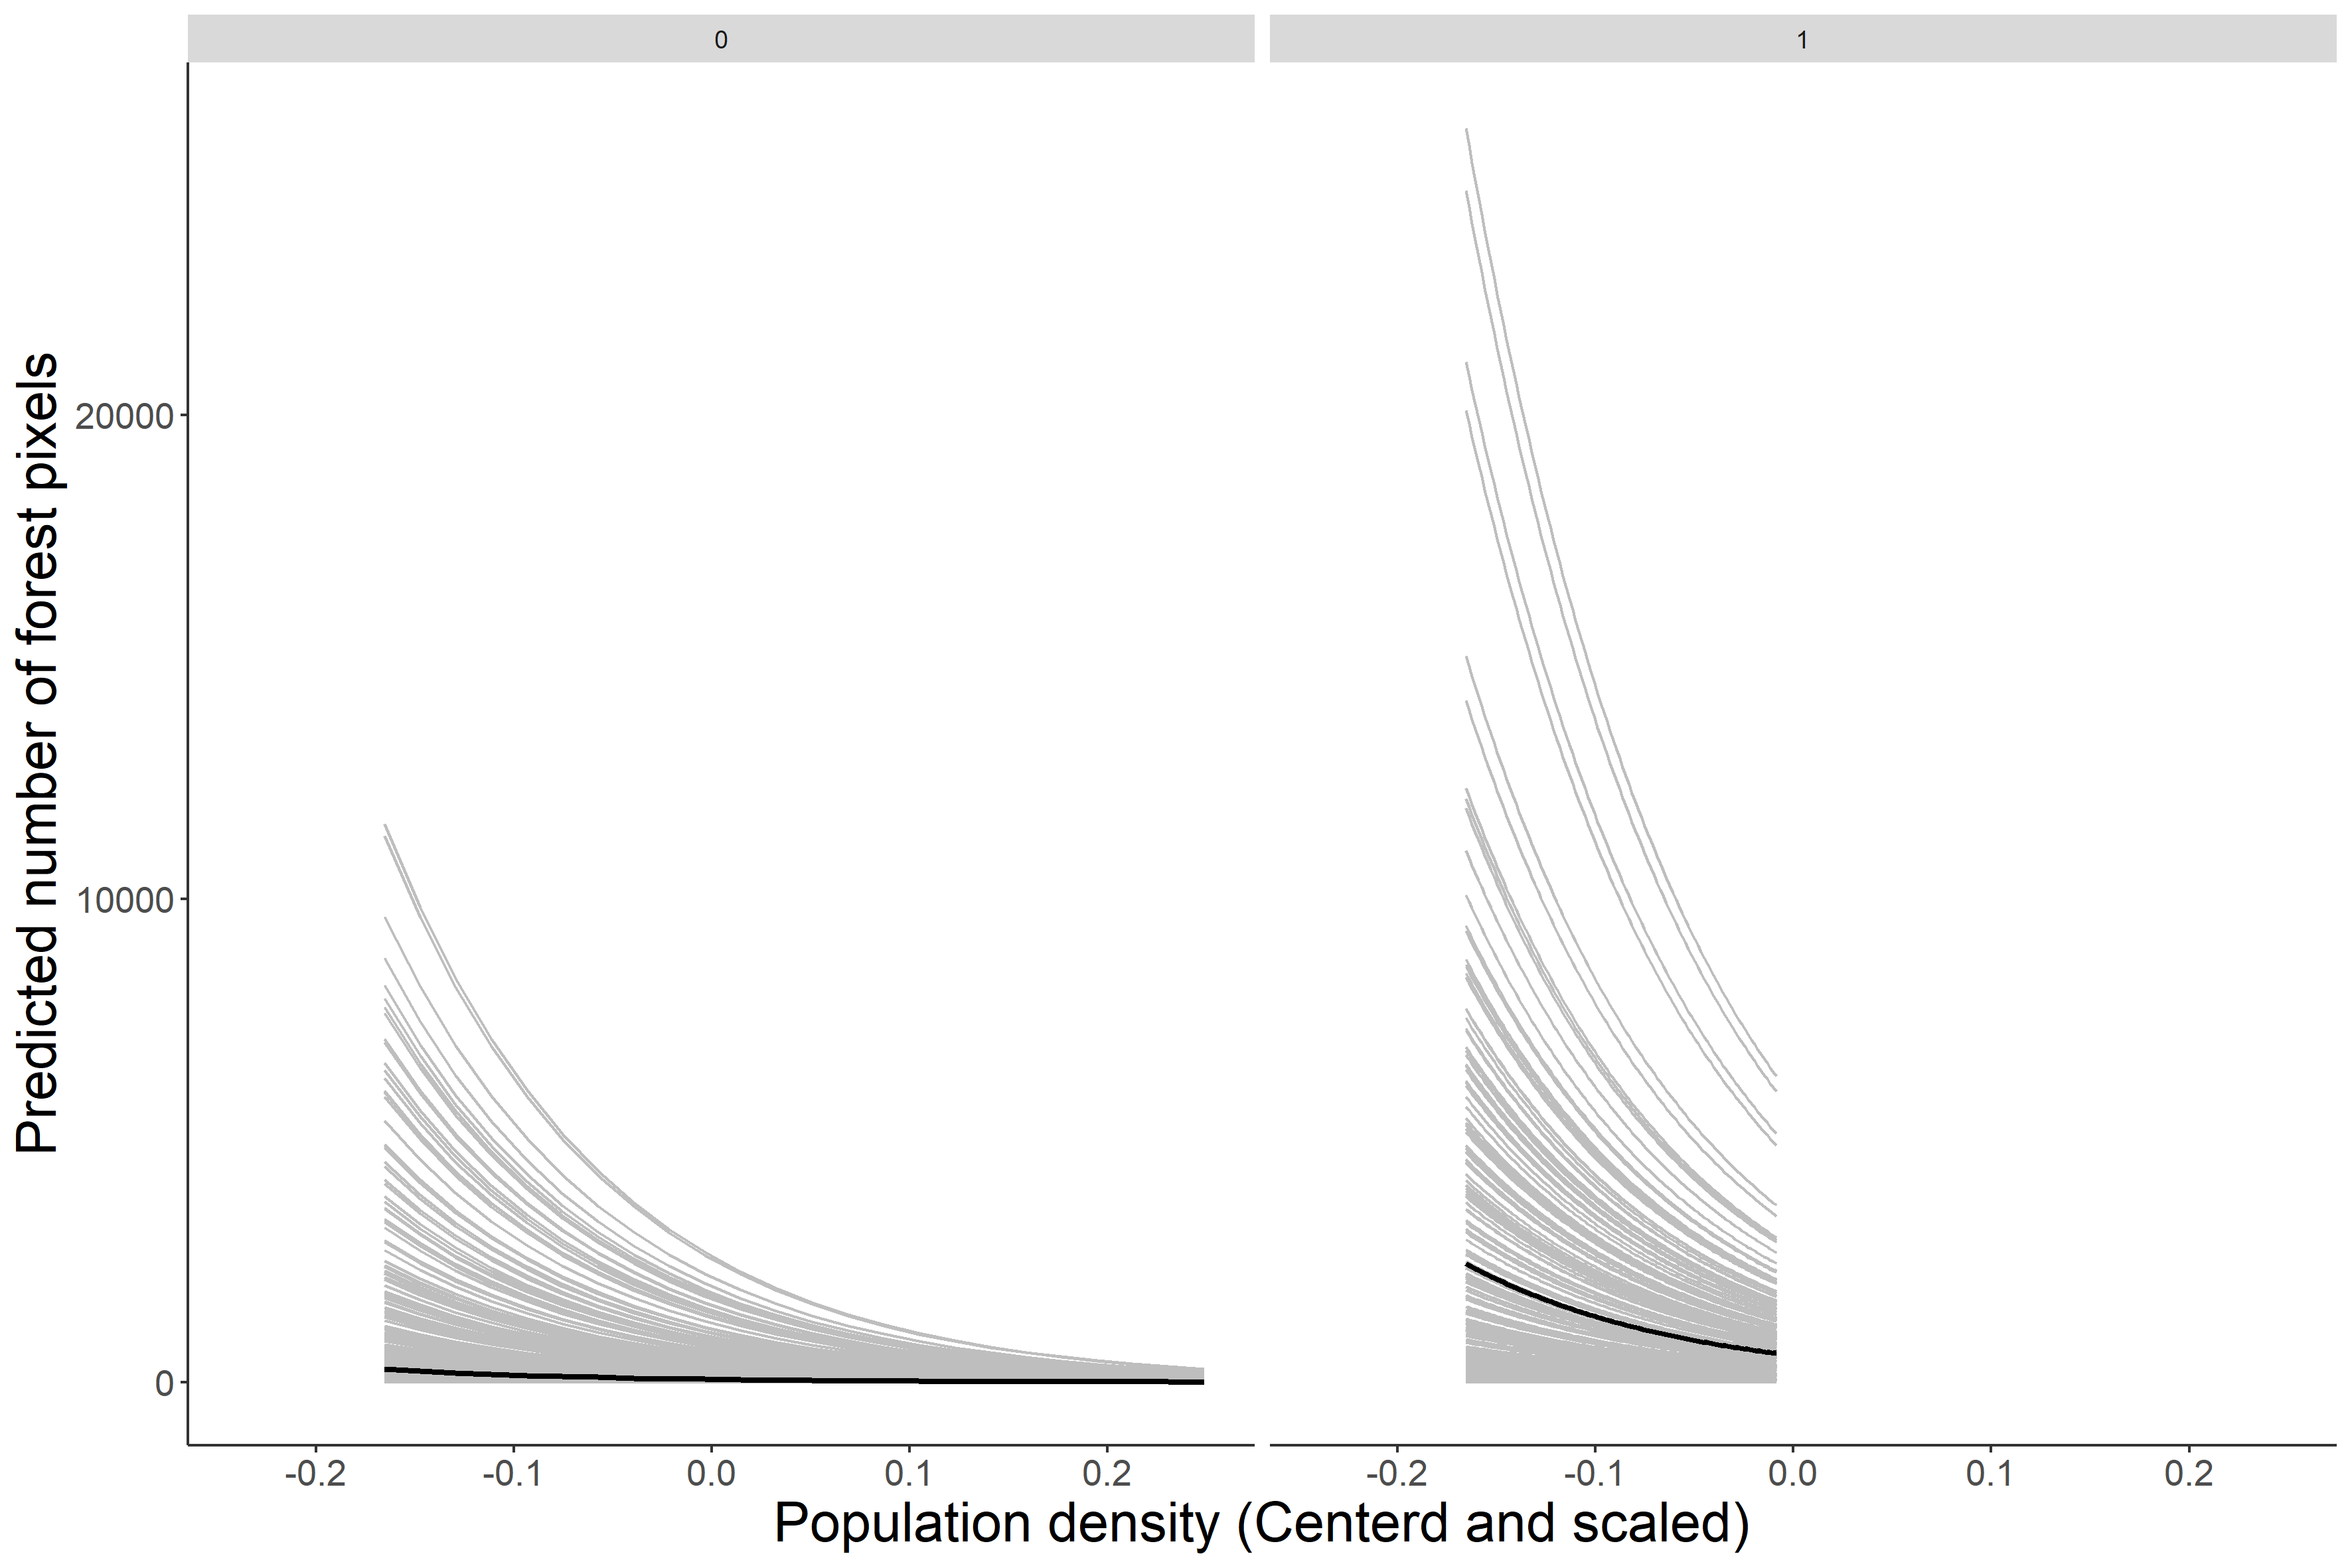 0
1
Predicted number of forest pixels
20000
10000
0
-0.2 -0.1 0.0 0.1 0.2
-0.2 -0.1 0.0 0.1 0.2
Population density (Centerd and scaled)